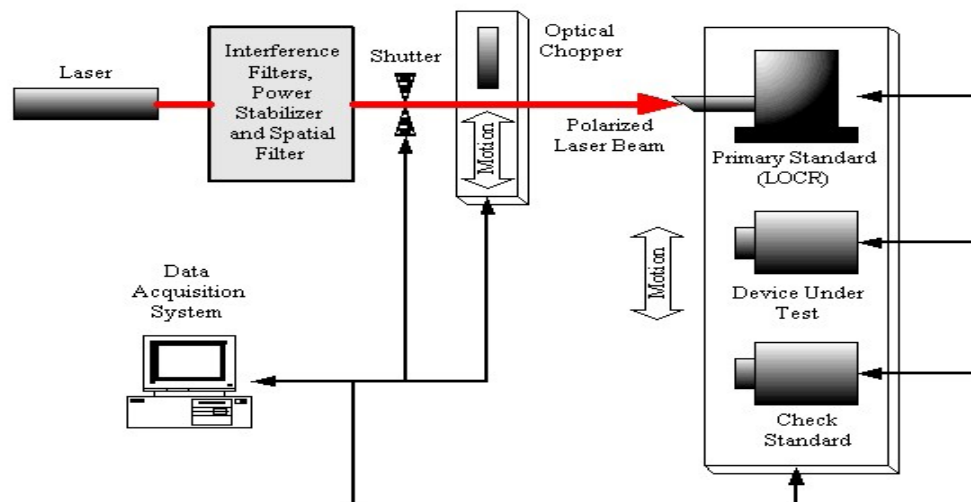 Laser
Interference
Filters,
Power
Stabilizer
and Spatial
Filter
Shutter
Optical
Chopper
Motion
Polarized
Laser Beam
Primary Standard
(LOCR)
Motion
Device Under
Test
Check
Standard
Data
Acquisition
System